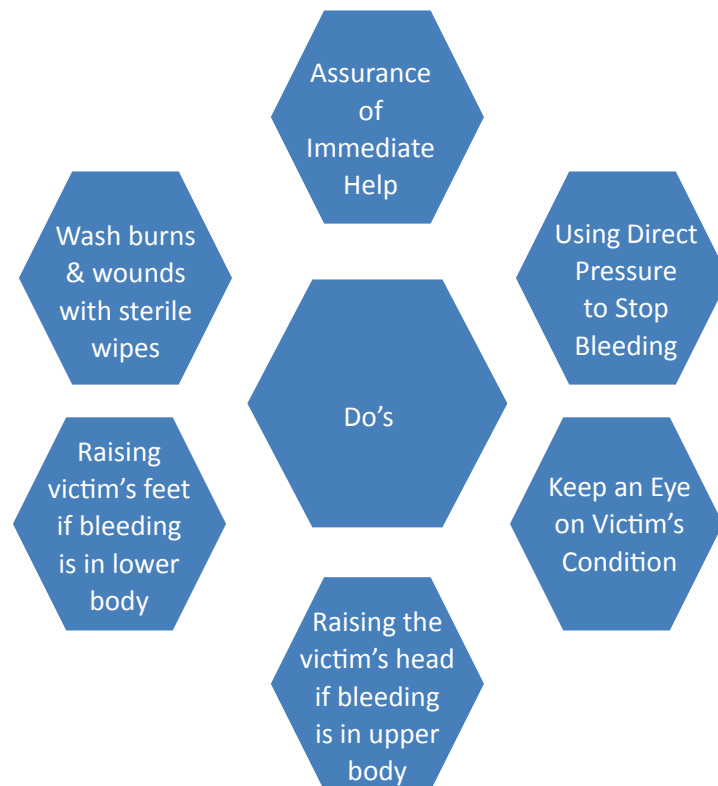 Assurance
of
Immediate
Help
Using Direct
Pressure
to Stop
Bleeding
Keep an Eye
on Victim’s
Condition
Raising the
victim’s head
if bleeding
is in upper
body
Raising
victim’s feet
if bleeding
is in lower
body
Wash burns
& wounds
with sterile
wipes
Do’s